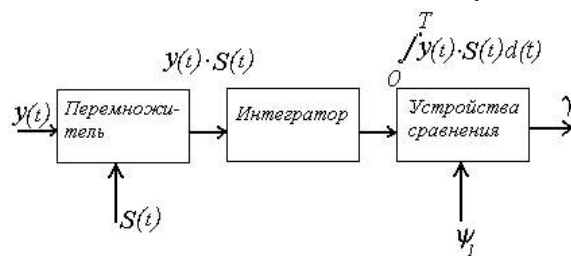 T
∫ y(t)·S(t)d(t)
O
y(t)·S(t)
y(t)
Перемножи-
тель
Интегратор
Устройства
сравнения
S(t)
ψ1